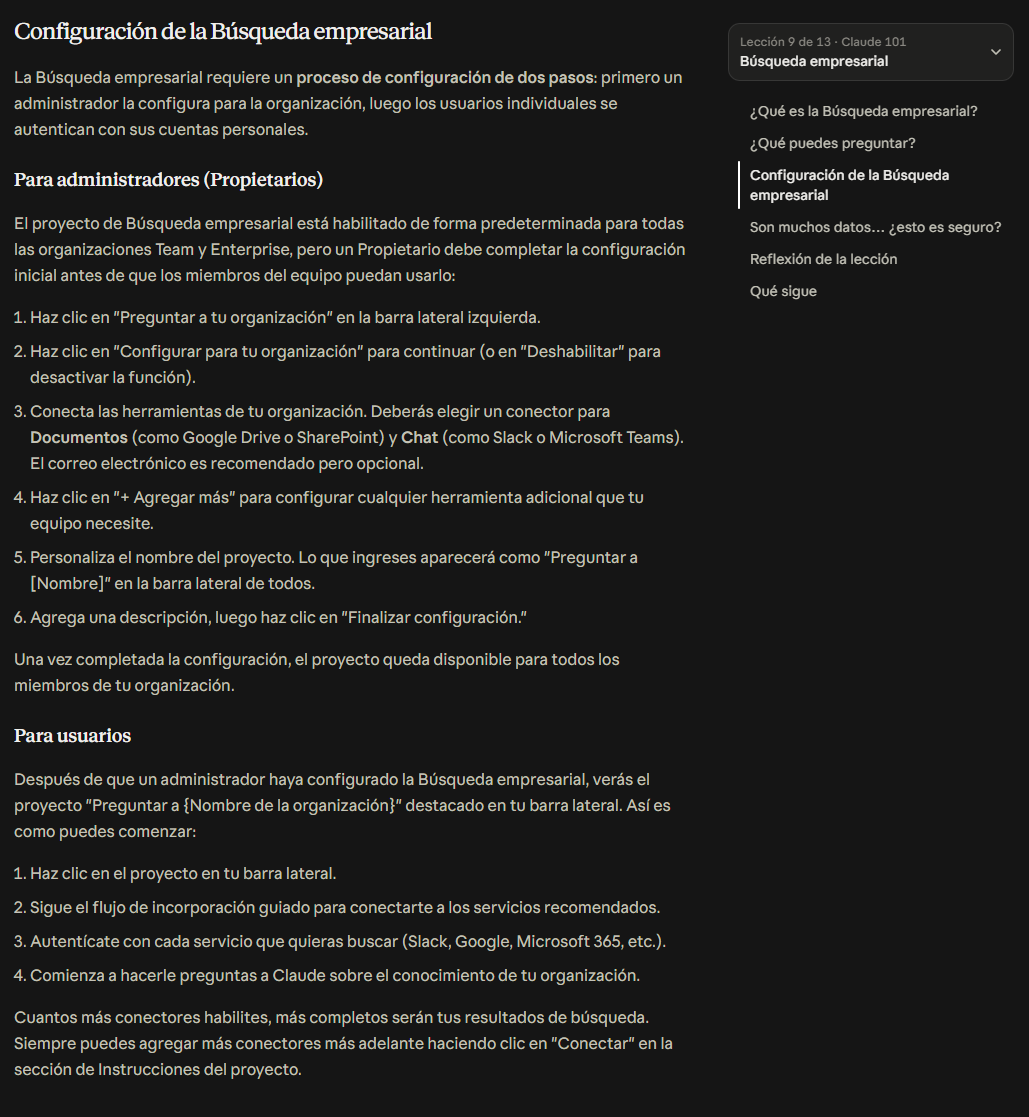 Configuración de la Búsqueda empresarial
La Búsqueda empresarial requiere un proceso de configuración de dos pasos: primero un
administrador la configura para la organización, luego los usuarios individuales se
autentican con sus cuentas personales.
Para administradores (Propietarios)
El proyecto de Búsqueda empresarial está habilitado de forma predeterminada para todas
las organizaciones Team y Enterprise, pero un Propietario debe completar la configuración
inicial antes de que los miembros del equipo puedan usarlo:
1. Haz clic en "Preguntar a tu organización" en la barra lateral izquierda.
2. Haz clic en "Configurar para tu organización" para continuar (o en "Deshabilitar" para
desactivar la función).
3. Conecta las herramientas de tu organización. Deberás elegir un conector para
Documentos (como Google Drive o SharePoint) y Chat (como Slack o Microsoft Teams).
El correo electrónico es recomendado pero opcional.
4. Haz clic en "+ Agregar más" para configurar cualquier herramienta adicional que tu
equipo necesite.
5. Personaliza el nombre del proyecto. Lo que ingreses aparecerá como "Preguntar a
[Nombre]" en la barra lateral de todos.
6. Agrega una descripción, luego haz clic en "Finalizar configuración."
Una vez completada la configuración, el proyecto queda disponible para todos los
miembros de tu organización.
Para usuarios
Después de que un administrador haya configurado la Búsqueda empresarial, verás el
proyecto "Preguntar a {Nombre de la organización}" destacado en tu barra lateral. Así es
como puedes comenzar:
1. Haz clic en el proyecto en tu barra lateral.
2. Sigue el flujo de incorporación guiado para conectarte a los servicios recomendados.
3. Autentícate con cada servicio que quieras buscar (Slack, Google, Microsoft 365, etc.).
4. Comienza a hacerle preguntas a Claude sobre el conocimiento de tu organización.
Cuantos más conectores habilites, más completos serán tus resultados de búsqueda.
Siempre puedes agregar más conectores más adelante haciendo clic en "Conectar" en la
sección de Instrucciones del proyecto.
Lección 9 de 13 · Claude 101
Búsqueda empresarial
¿Qué es la Búsqueda empresarial?
¿Qué puedes preguntar?
Configuración de la Búsqueda
empresarial
Son muchos datos... ¿esto es seguro?
Reflexión de la lección
Qué sigue